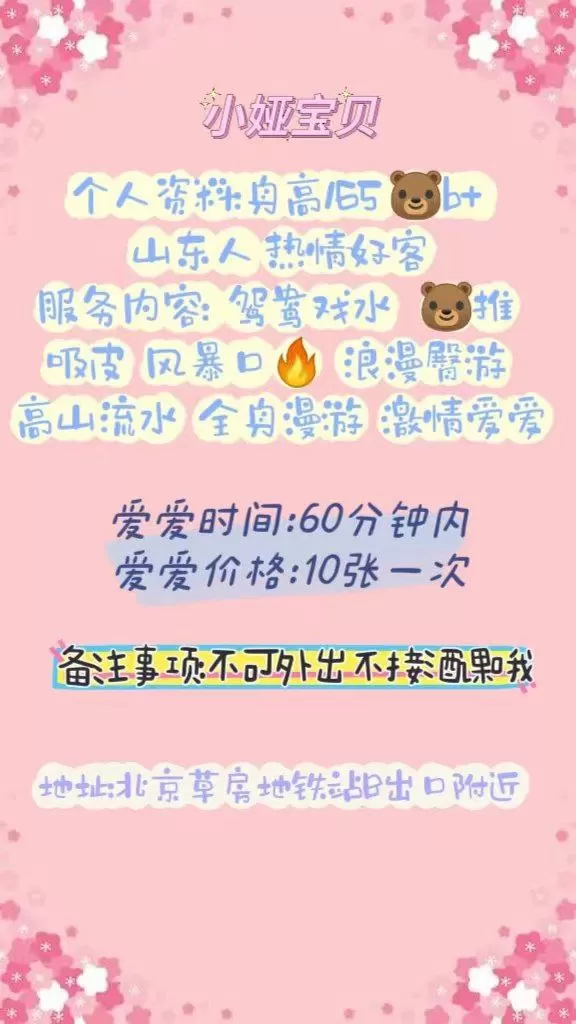 小娅宝贝
个人资料:身高165🐻b+
山东人 热情好客
服务内容: 鸳鸯戏水 🐻推
吸皮 风暴口🔥 浪漫臀游
高山流水 全身漫游 激情爱爱
爱爱时间:60分钟内
爱爱价格:10张一次
备注事项:不可外出 不接酒鬼
地址:北京草房地铁站B出口附近